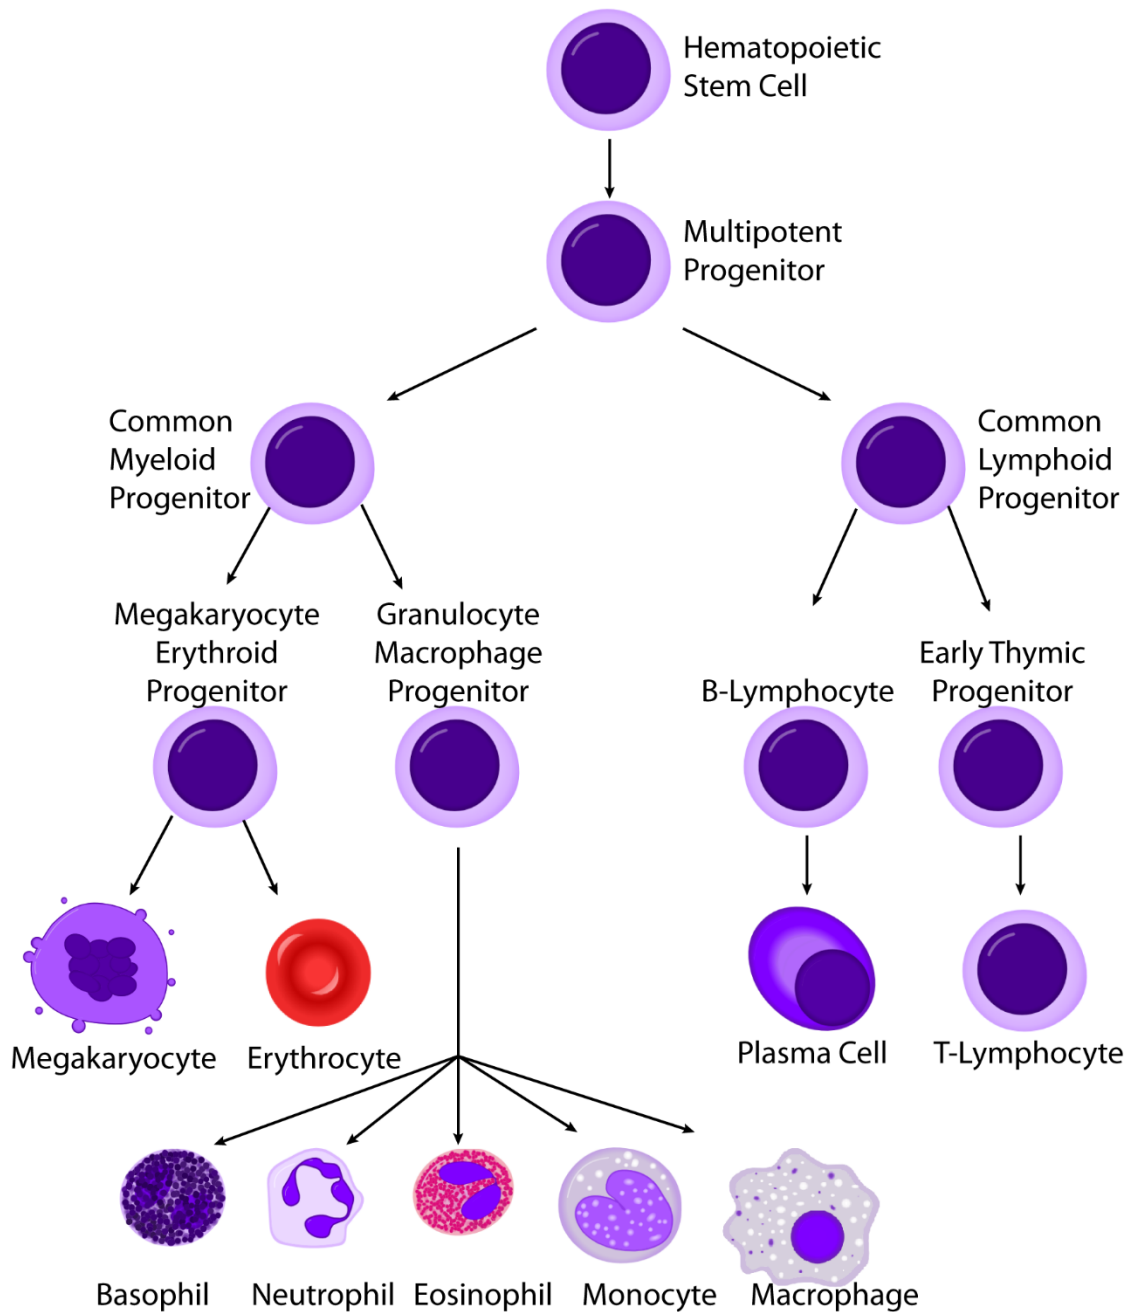 Hematopoietic
Stem Cell
Multipotent
Progenitor
Common
Myeloid
Progenitor
Common
Lymphoid
Progenitor
Megakaryocyte
Erythroid
Progenitor
Granulocyte
Macrophage
Progenitor
B-Lymphocyte
Early Thymic
Progenitor
Megakaryocyte
Erythrocyte
Plasma Cell
T-Lymphocyte
Basophil
Neutrophil
Eosinophil
Monocyte
Macrophage